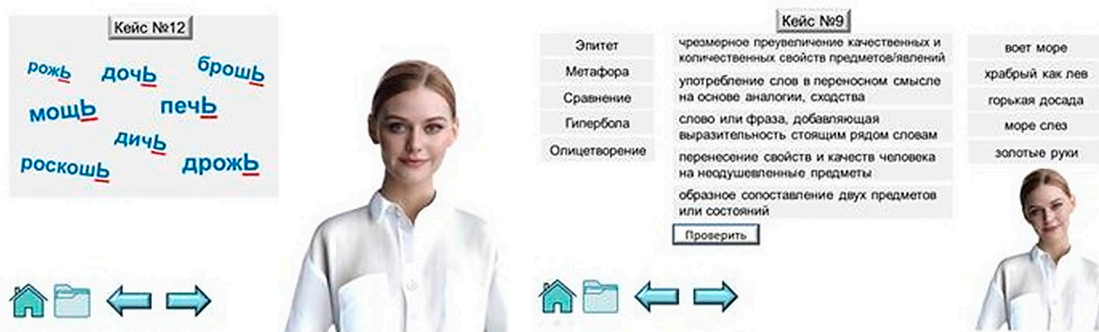 Кейс №12
рожЬ
дочЬ
брошЬ
мощЬ
печЬ
дичЬ
роскошЬ
дрожЬ
Кейс №9
Эпитет
Метафора
Сравнение
Гипербола
Олицетворение
чрезмерное преувеличение качественных и
количественных свойств предметов/явлений
употребление слов в переносном смысле
на основе аналогии, сходства
слово или фраза, добавляющая
выразительность стоящим рядом словам
перенесение свойств и качеств человека
на неодушевленные предметы
образное сопоставление двух предметов
или состояний
воет море
храбрый как лев
горькая досада
море слез
золотые руки
Проверить